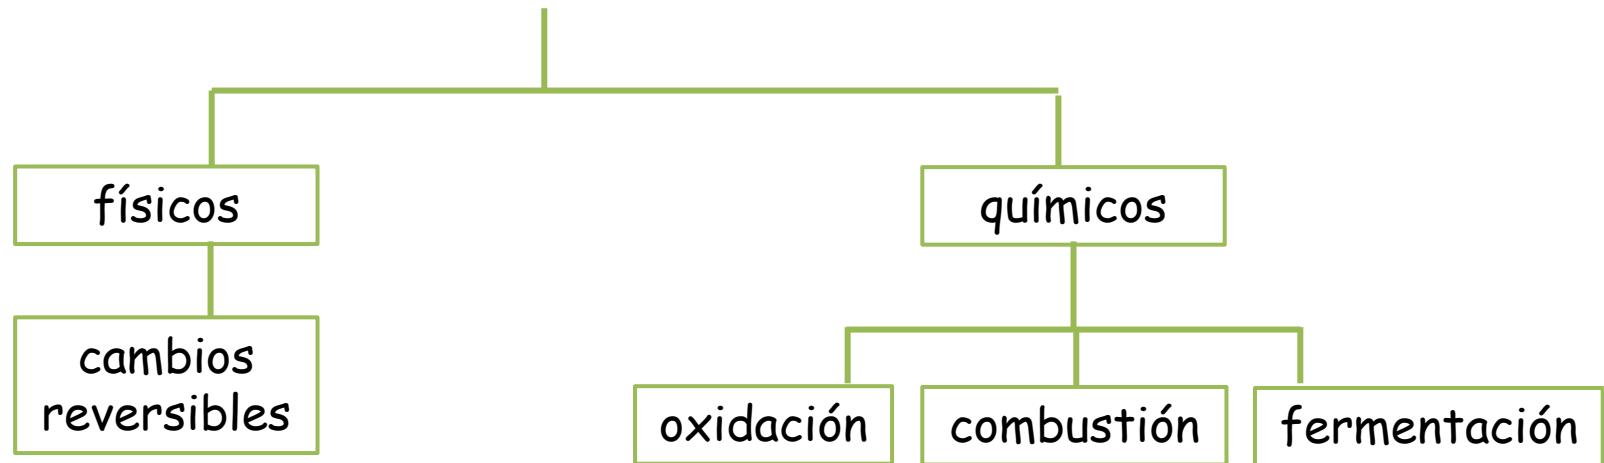 físicos
químicos
cambios
reversibles
oxidación
combustión
fermentación